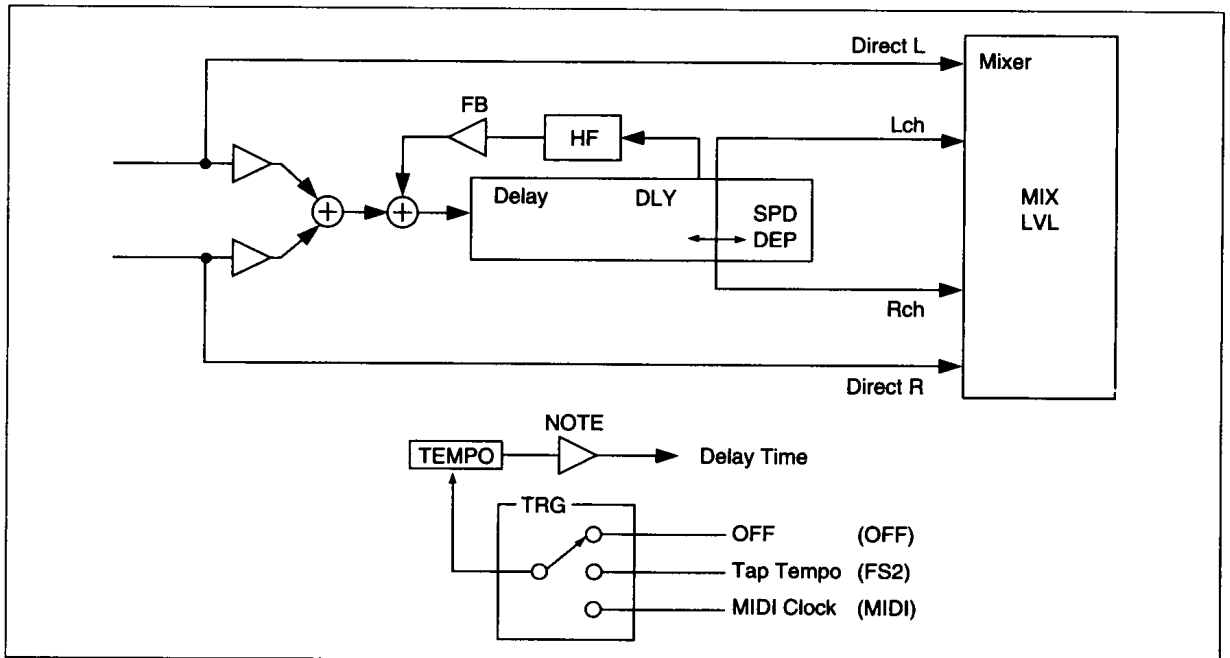 Direct L
Mixer
FB
HF
Lch
Delay
DLY
SPD
DEP
MIX
LVL
Rch
Direct R
NOTE
TEMPO
Delay Time
TRG
OFF (OFF)
Tap Tempo (FS2)
MIDI Clock (MIDI)